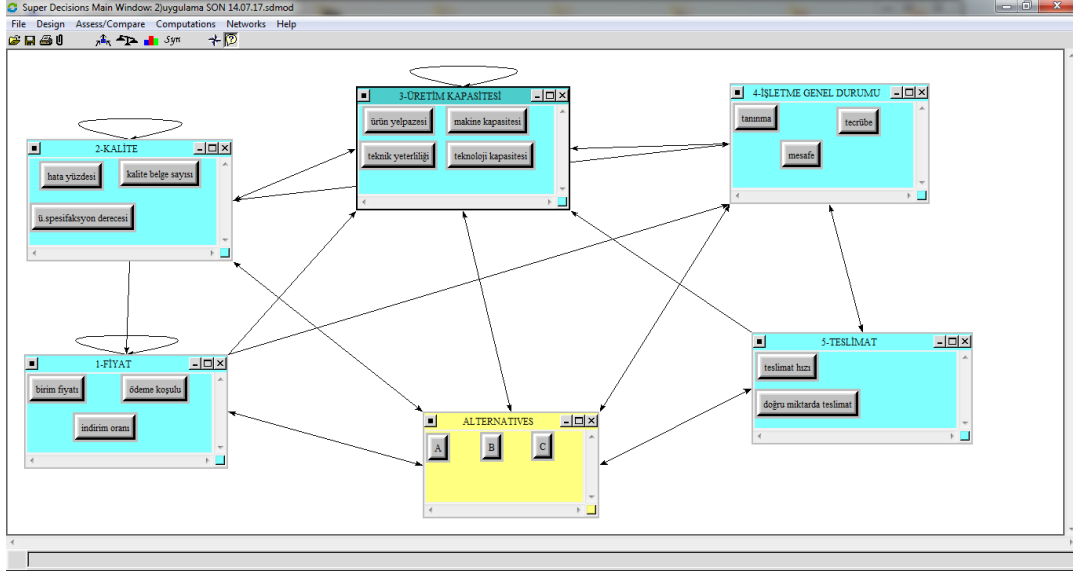 Super Decisions Main Window: 2)uygulama SON 14.07.17.sdmod
File Design Assess/Compare Computations Networks Help
Syn
3-ÜRETİM KAPASİTESİ
ürün yelpazesi
makine kapasitesi
teknik yeterliliği
teknoloji kapasitesi
4-İŞLETME GENEL DURUMU
tanınma
tecrübe
mesafe
2-KALİTE
hata yüzdesi
kalite belge sayısı
ü.spesifaksyon derecesi
1-FİYAT
birim fiyatı
ödeme koşulu
indirim oranı
ALTERNATIVES
A
B
C
5-TESLİMAT
teslimat hızı
doğru miktarda teslimat